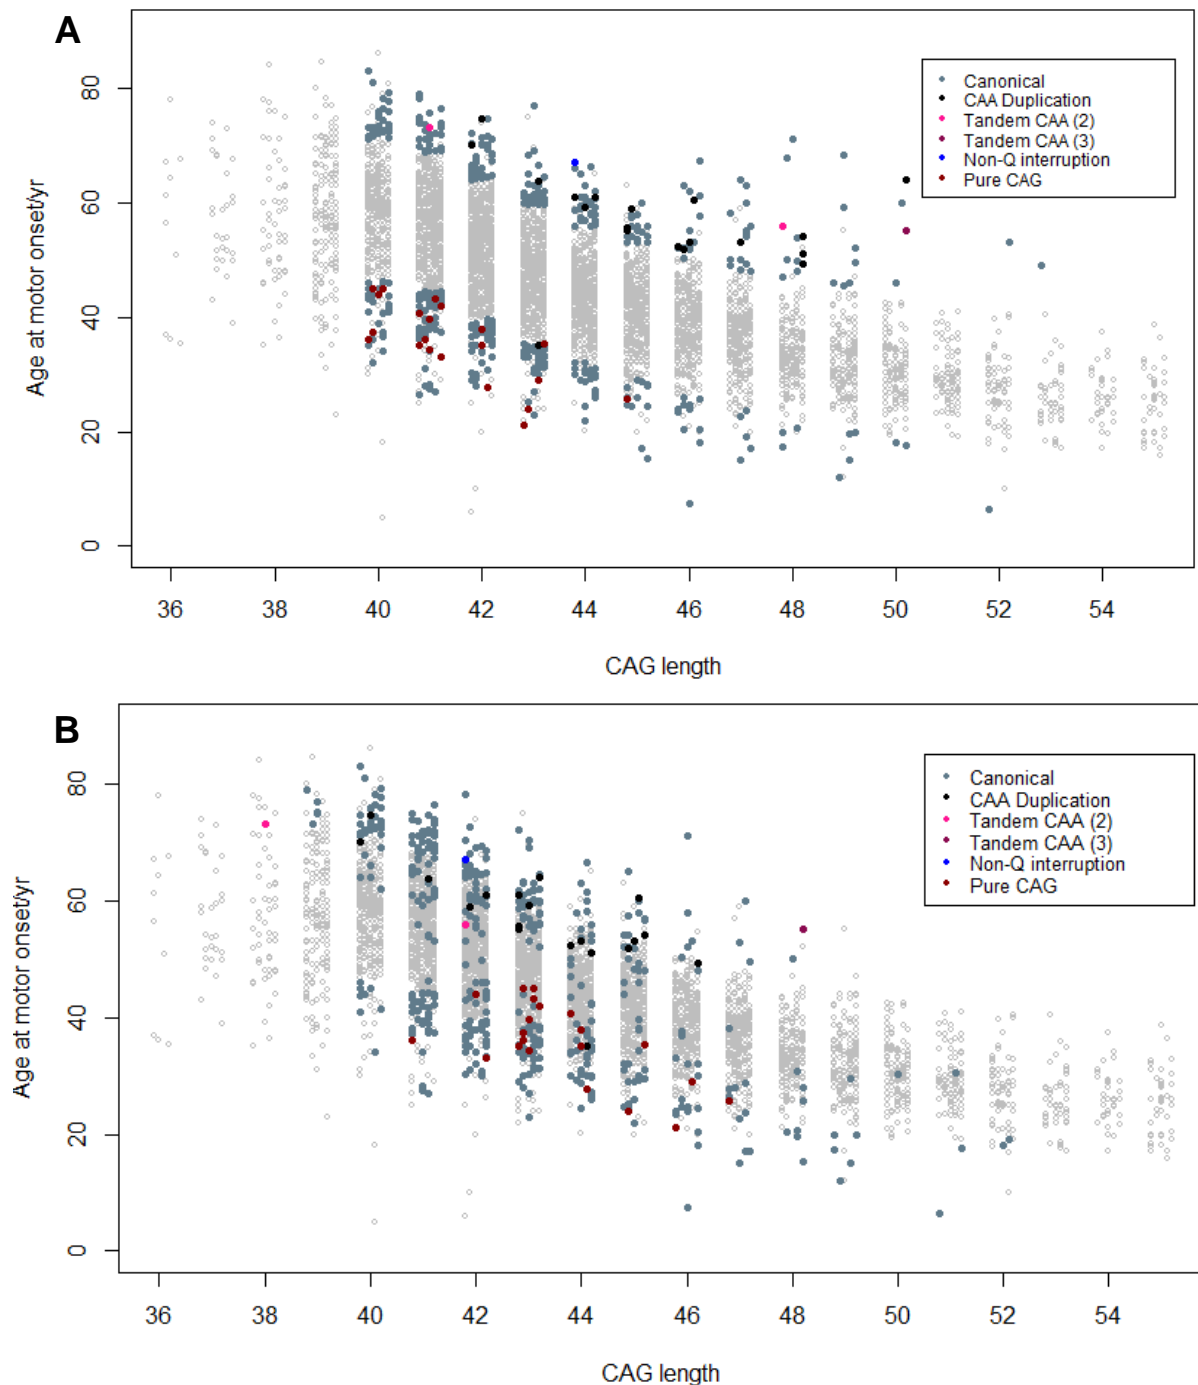 A
Age at motor onset/yr
80
60
40
20
0
Canonical
CAA Duplication
Tandem CAA (2)
Tandem CAA (3)
Non-Q interruption
Pure CAG
36 38 40 42 44 46 48 50 52 54
CAG length
B
Age at motor onset/yr
80
60
40
20
0
Canonical
CAA Duplication
Tandem CAA (2)
Tandem CAA (3)
Non-Q interruption
Pure CAG
36 38 40 42 44 46 48 50 52 54
CAG length